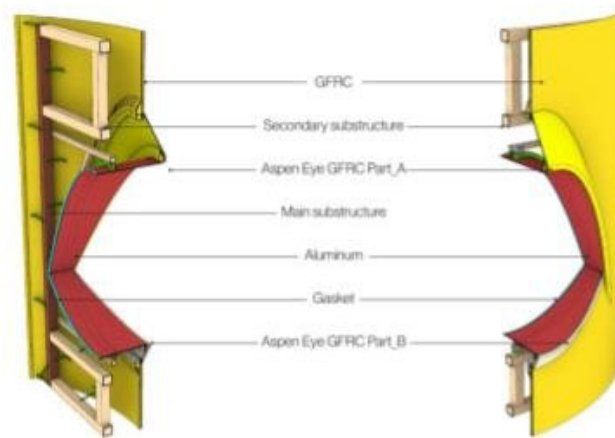 GFRC
Secondary substructure
Aspen Eye GFRC Part_A
Main substructure
Aluminum
Gasket
Aspen Eye GFRC Part_B